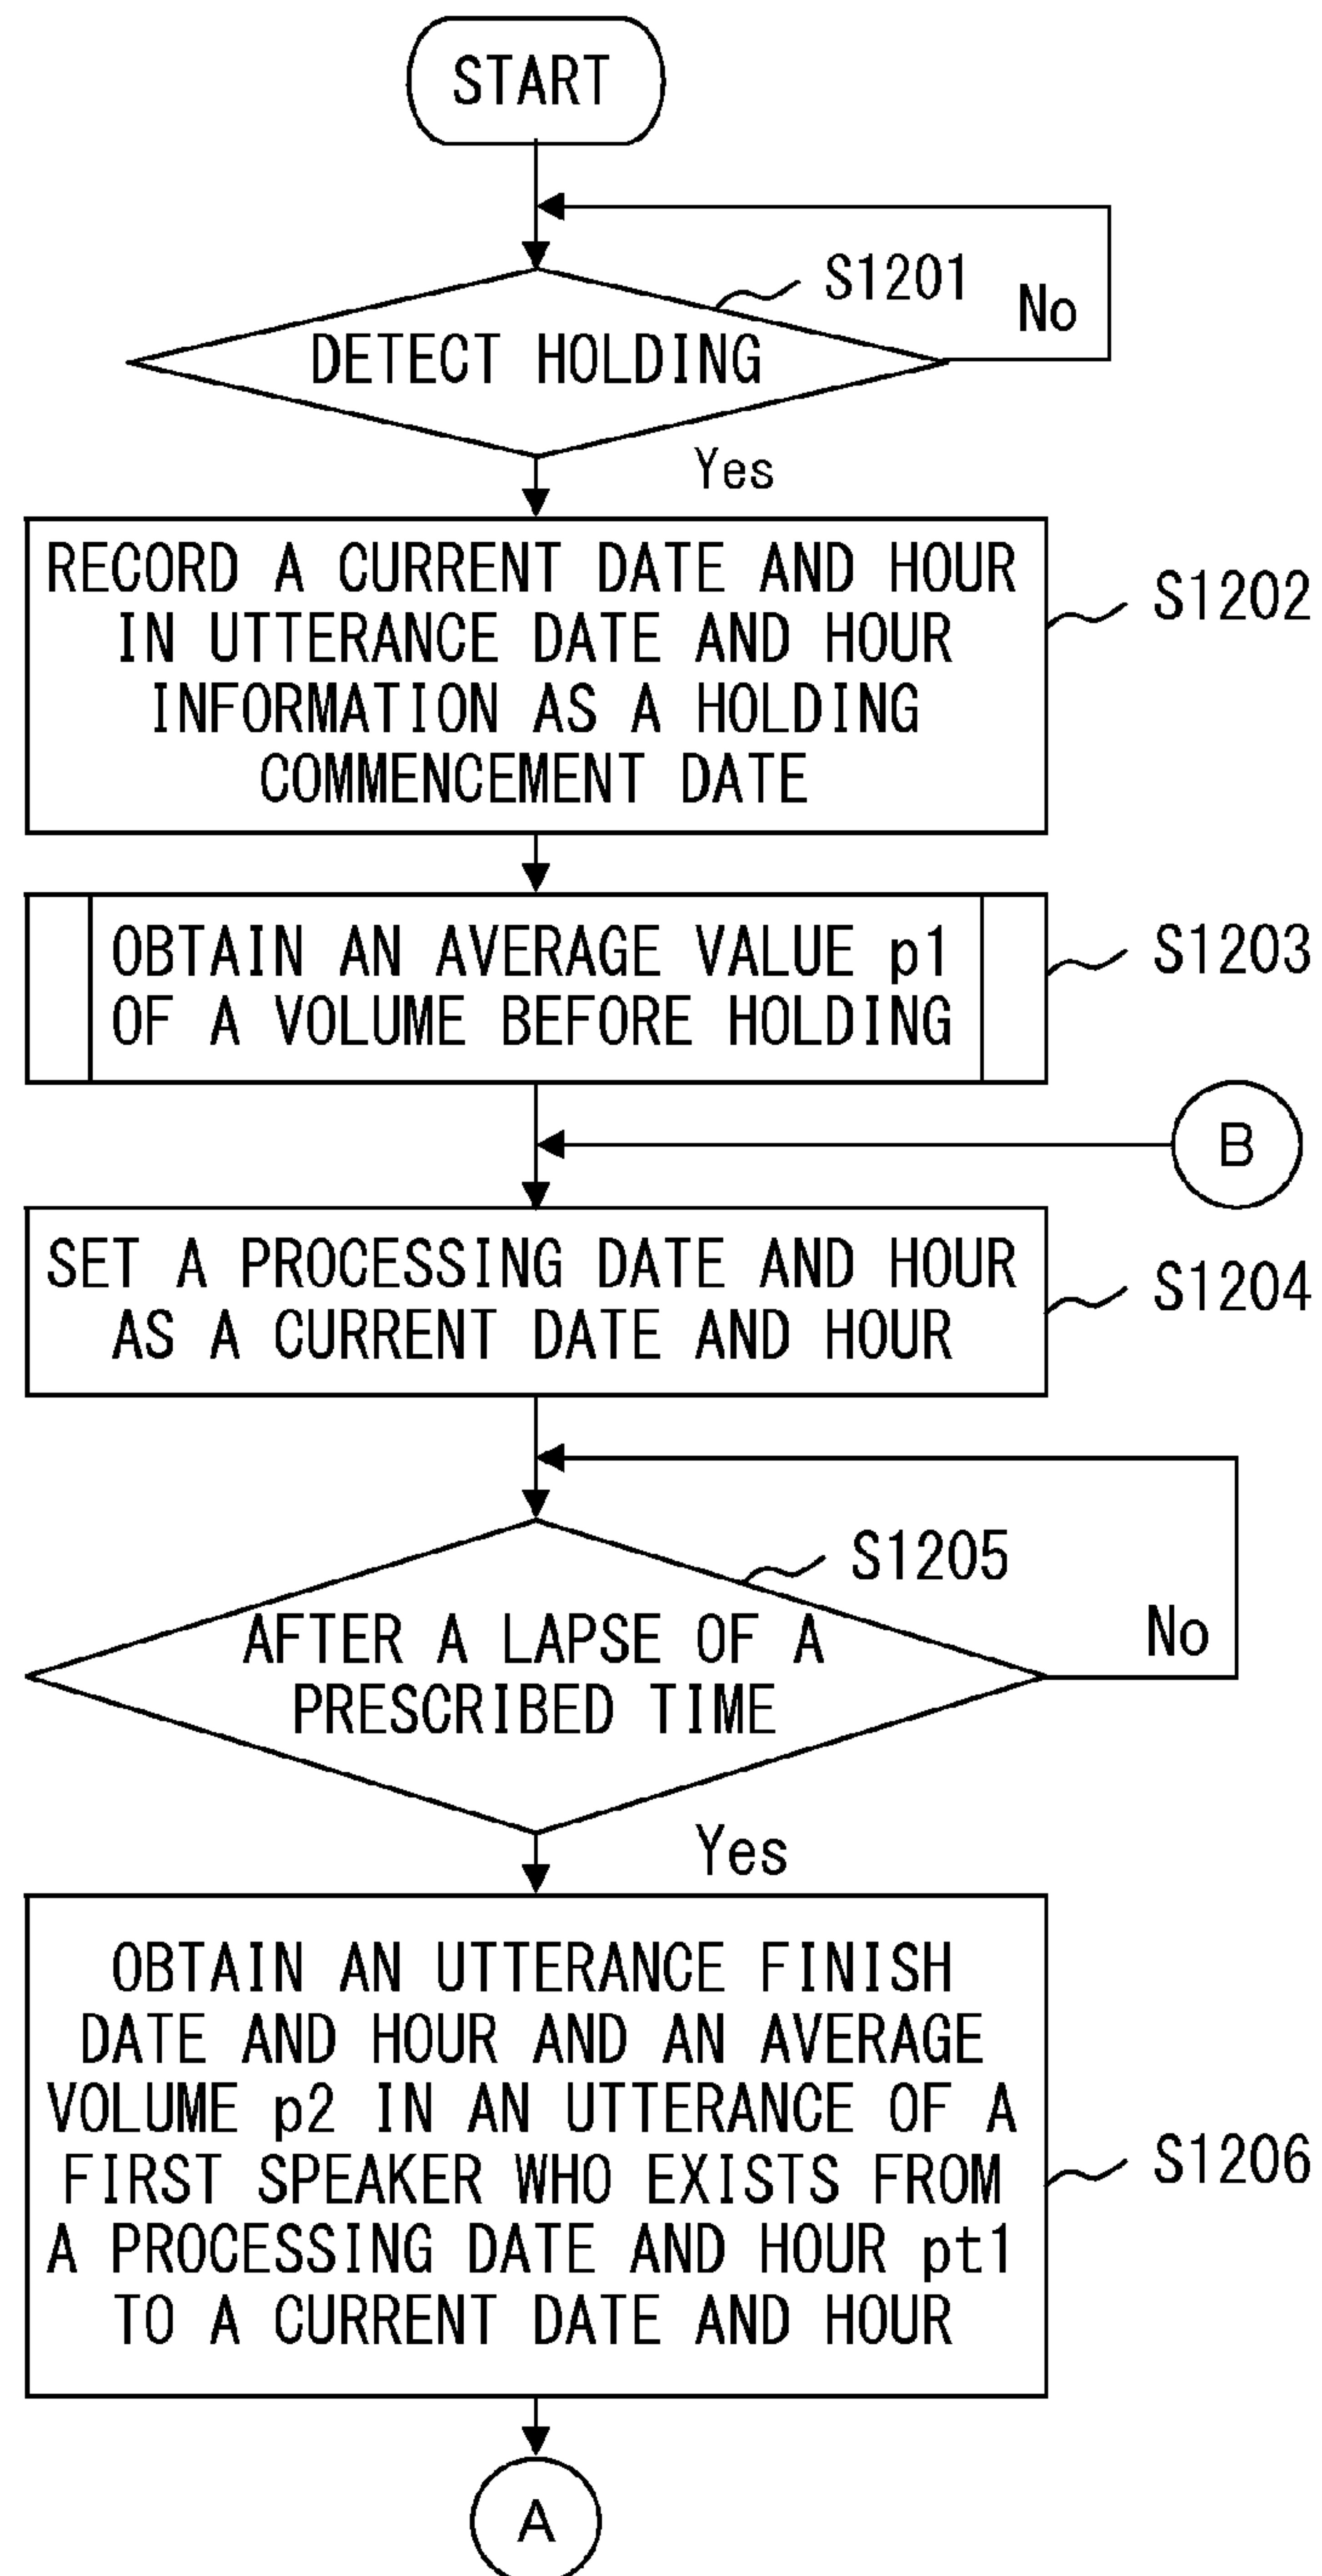 START
S1201
No
DETECT HOLDING
Yes
RECORD A CURRENT DATE AND HOUR
IN UTTERANCE DATE AND HOUR
INFORMATION AS A HOLDING
COMMENCEMENT DATE
S1202
OBTAIN AN AVERAGE VALUE p1
OF A VOLUME BEFORE HOLDING
S1203
B
SET A PROCESSING DATE AND HOUR
AS A CURRENT DATE AND HOUR
S1204
S1205
AFTER A LAPSE OF A
PRESCRIBED TIME
No
Yes
OBTAIN AN UTTERANCE FINISH
DATE AND HOUR AND AN AVERAGE
VOLUME p2 IN AN UTTERANCE OF A
FIRST SPEAKER WHO EXISTS FROM
A PROCESSING DATE AND HOUR pt1
TO A CURRENT DATE AND HOUR
S1206
A